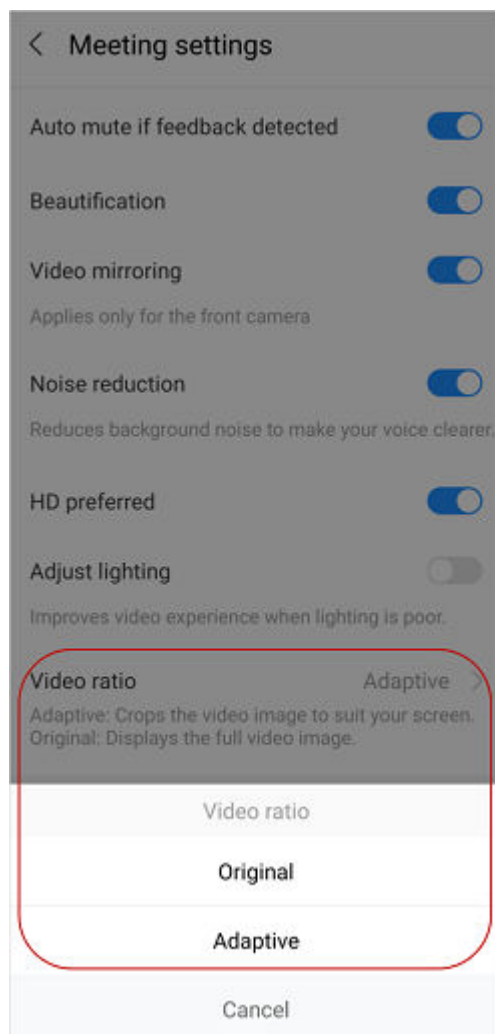 Meeting settings
Auto mute if feedback detected
Beautification
Video mirroring
Applies only for the front camera
Noise reduction
Reduces background noise to make your voice clearer.
HD preferred
Adjust lighting
Improves video experience when lighting is poor.
Video ratio Adaptive
Adaptive: Crops the video image to suit your screen.
Original: Displays the full video image.
Video ratio
Original
Adaptive
Cancel